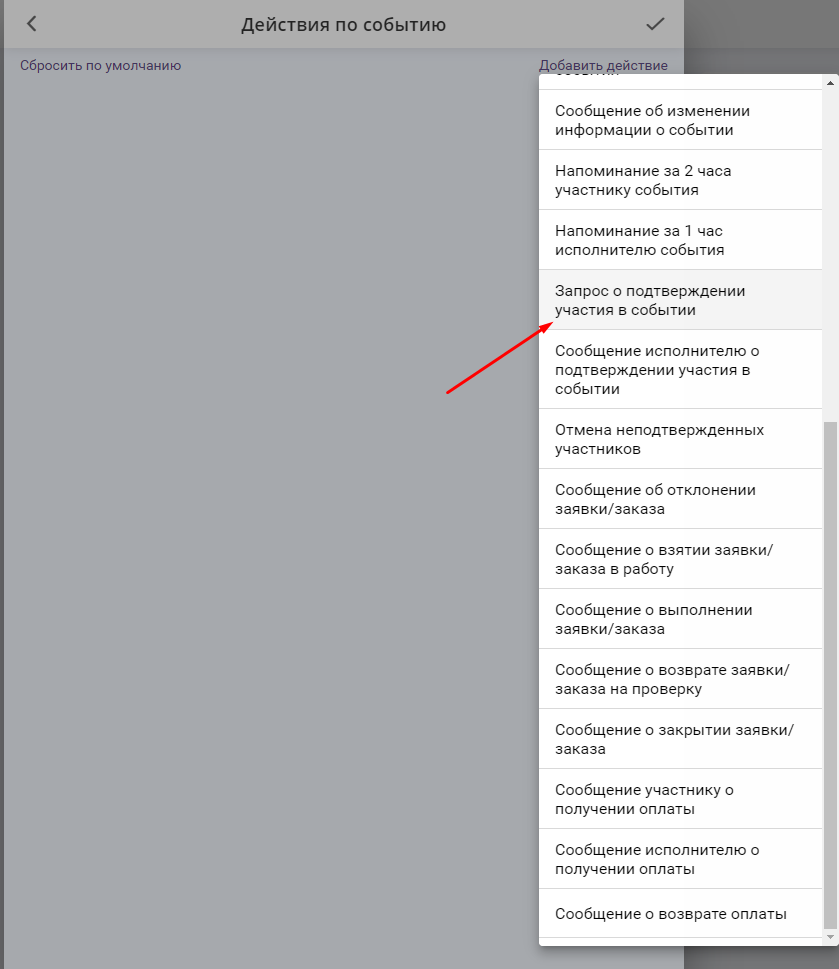 Действия по событию
Сбросить по умолчанию
Добавить действие
Сообщение об изменении
информации о событии
Напоминание за 2 часа
участнику события
Напоминание за 1 час
исполнителю события
Запрос о подтверждении
участия в событии
Сообщение исполнителю о
подтверждении участия в
событии
Отмена неподтвержденных
участников
Сообщение об отклонении
заявки/заказа
Сообщение о взятии заявки/
заказа в работу
Сообщение о выполнении
заявки/заказа
Сообщение о возврате заявки/
заказа на проверку
Сообщение о закрытии заявки/
заказа
Сообщение участнику о
получении оплаты
Сообщение исполнителю о
получении оплаты
Сообщение о возврате оплаты